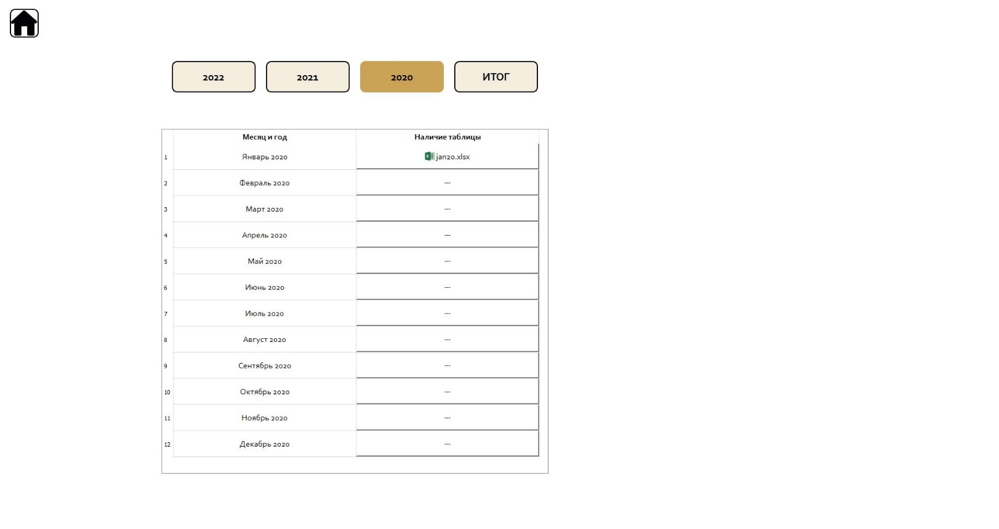 2022 2021 2020 ИТОГ
Месяц и год Наличие таблицы
1 Январь 2020 jan20.xlsx
2 Февраль 2020 ---
3 Март 2020 ---
4 Апрель 2020 ---
5 Май 2020 ---
6 Июнь 2020 ---
7 Июль 2020 ---
8 Август 2020 ---
9 Сентябрь 2020 ---
10 Октябрь 2020 ---
11 Ноябрь 2020 ---
12 Декабрь 2020 ---